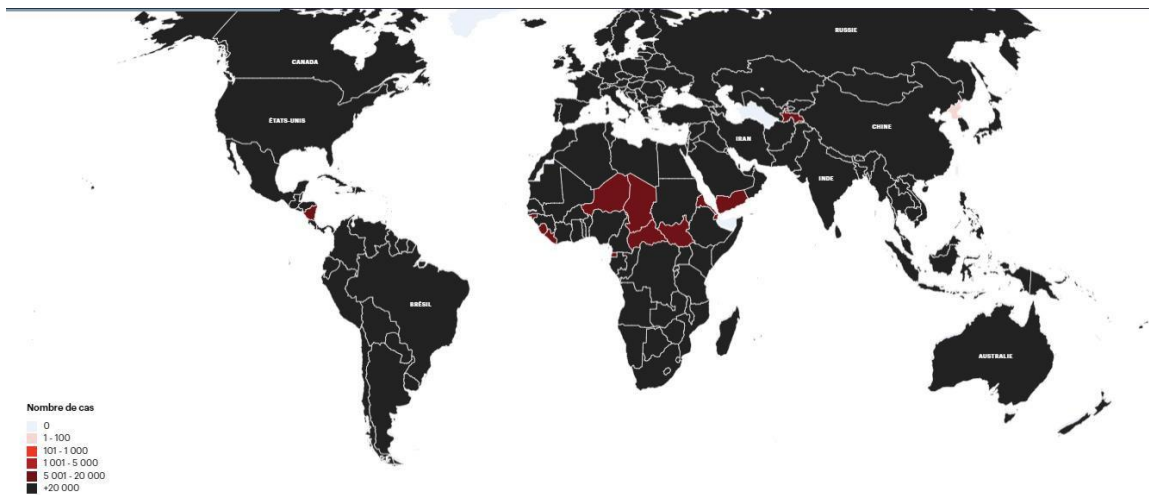 RUSSIE
CANADA
ÉTATS-UNIS
CHINE
IRAN
INDE
BRÉSIL
AUSTRALIE
Nombre de cas
0
1 - 100
101 - 1 000
1 001 - 5 000
5 001 - 20 000
+20 000